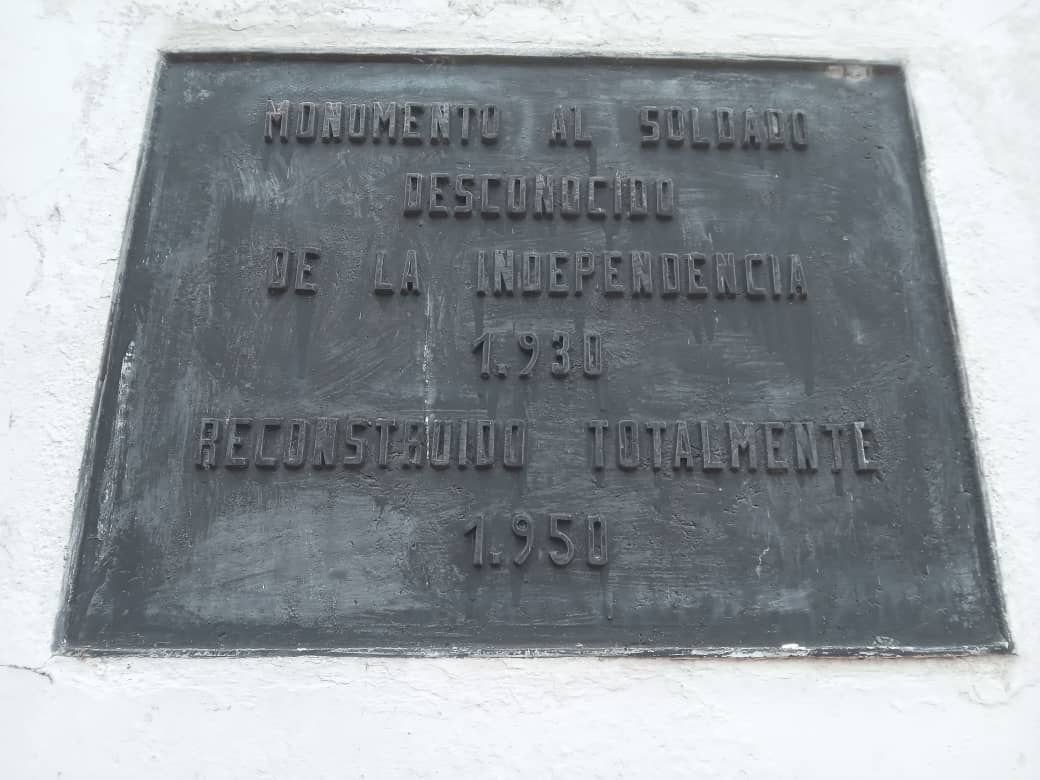 MONUMENTO AL SOLDADO
DESCONOCIDO
DE LA INDEPENDENCIA
1.930
RECONSTRUIDO TOTALMENTE
1.950